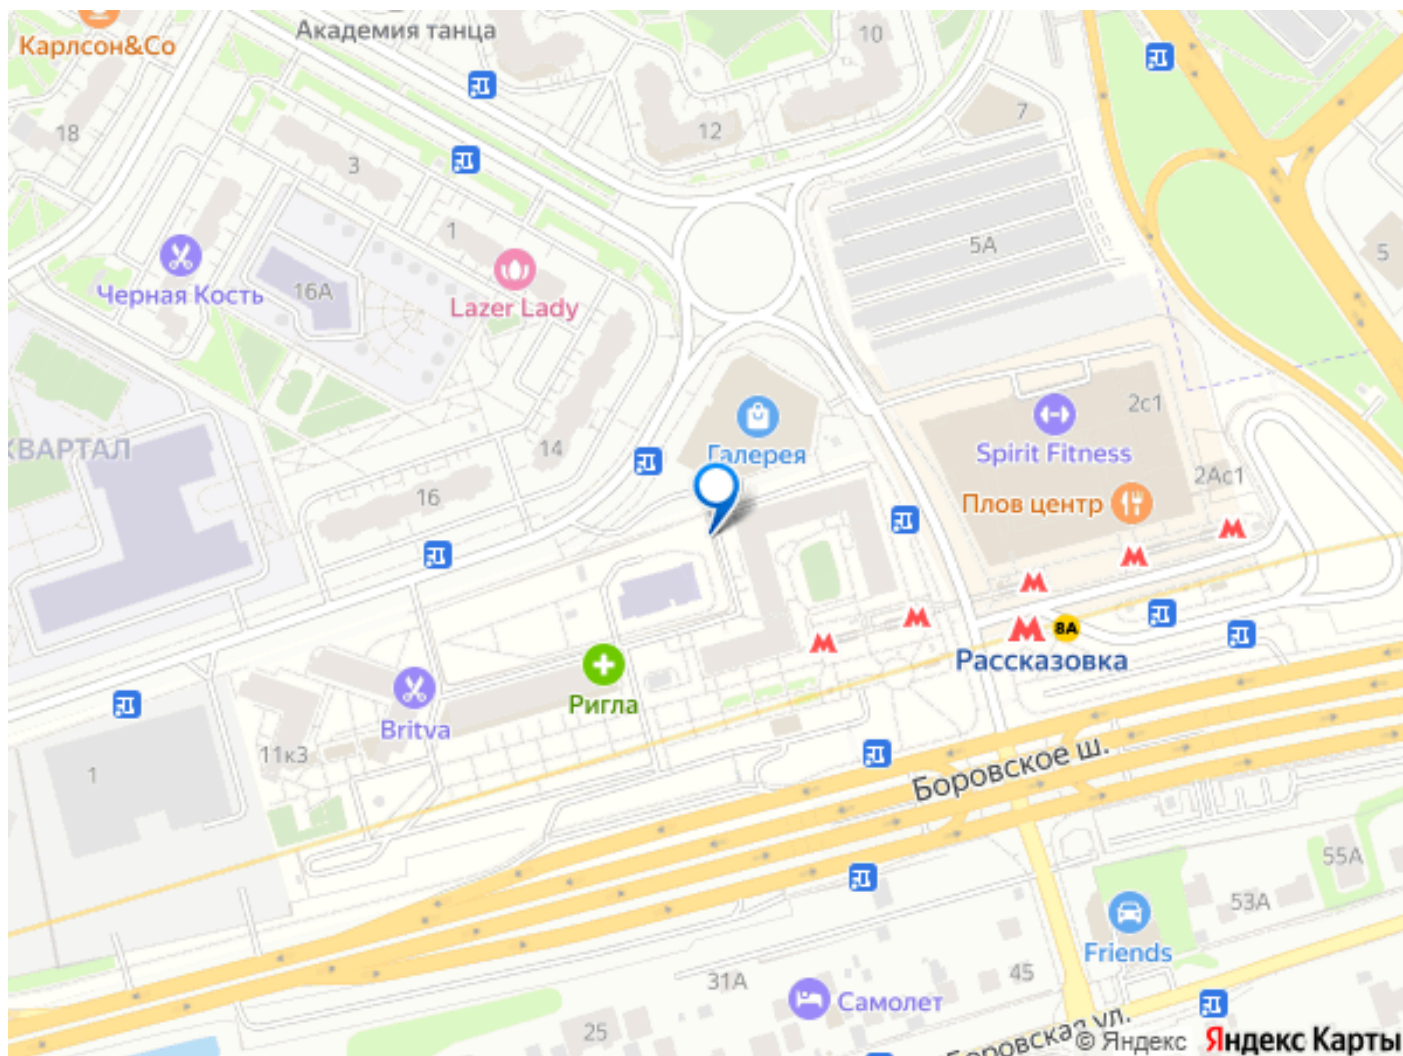 Академия танца
10
Карлсон&Co
7
18
12
3
1
5А
5
16А
Черная Кость
Lazer Lady
2с1
КВАРТАЛ
14
Галерея
Spirit Fitness
2Ас1
16
Плов центр
8А
Рассказовка
Ригла
Britva
11к3
1
Боровское ш.
55А
53А
Friends
31А
45
Самолет
25
Боровская ул.
© Яндекс
Яндекс Карты